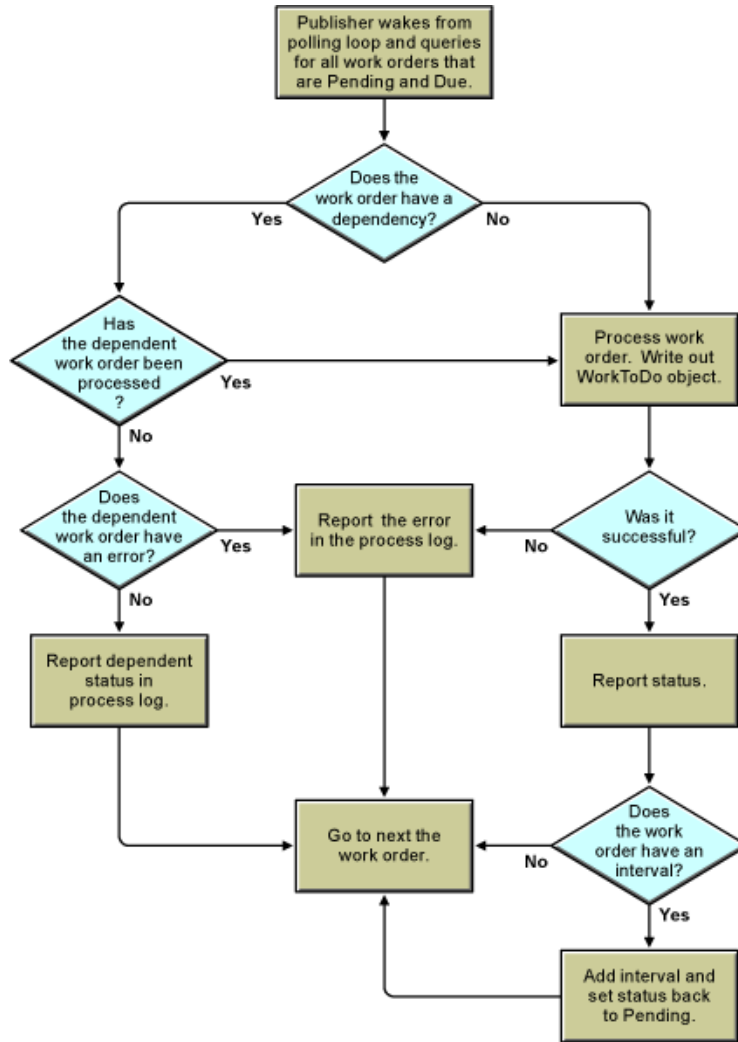 Publisher wakes from
polling loop and queries
for all work orders that
are Pending and Due.
Does the
work order have a
dependency?
Yes
No
Has
the dependent
work order been
processed
?
Yes
No
Process work
order. Write out
WorkToDo object.
Does
the dependent
work order have
an error?
Yes
No
Report the error
in the process log.
Was it
successful?
No
Yes
Report dependent
status in
process log.
Report status.
Go to next the
work order.
Does
the work
order have an
interval?
No
Yes
Add interval and
set status back
to Pending.